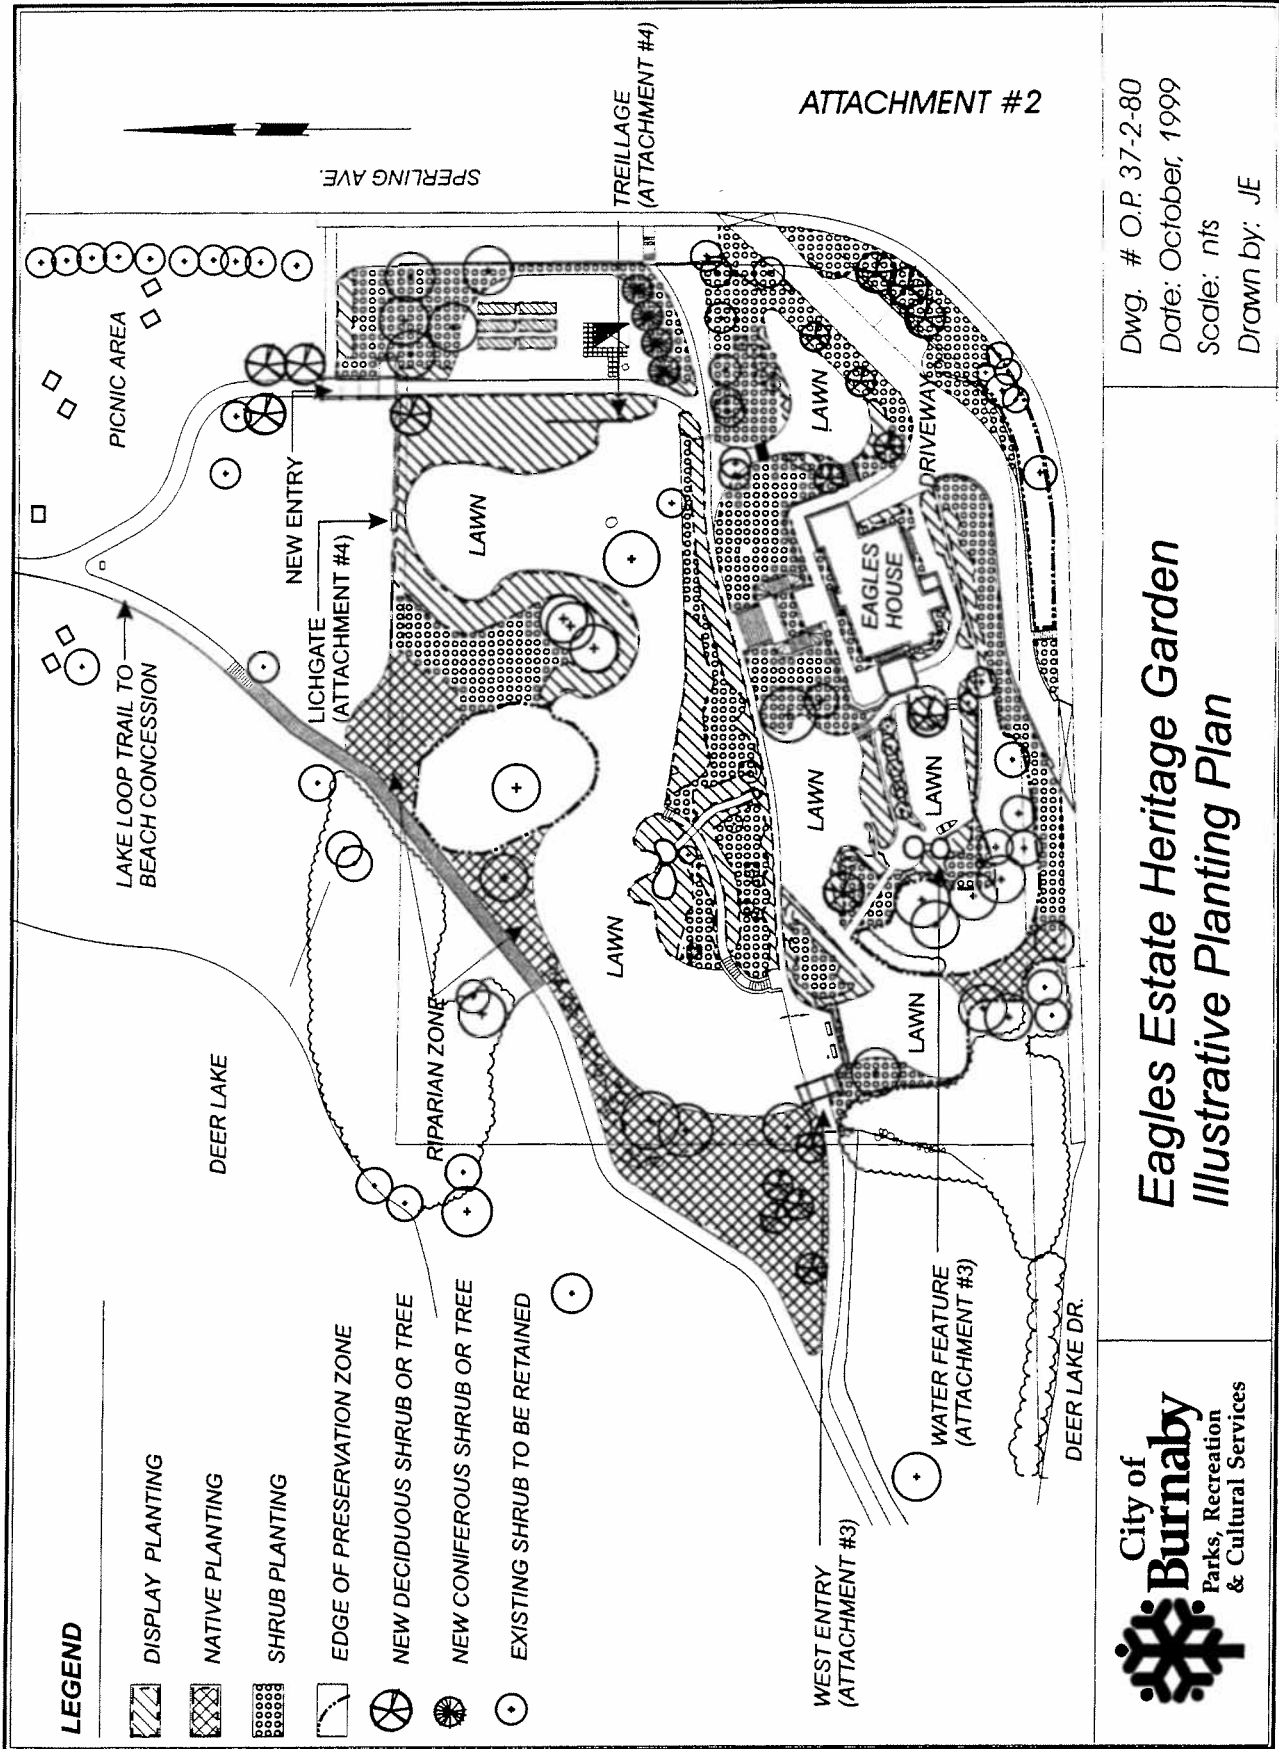 ATTACHMENT #2
SPERLING AVE.
TREILLAGE
(ATTACHMENT #4)
PICNIC AREA
NEW ENTRY
LICHGATE
(ATTACHMENT #4)
LAKE LOOP TRAIL TO
BEACH CONCESSION
LAWN
LAWN
DRIVEWAY
EAGLES
HOUSE
LAWN
LAWN
LAWN
LAWN
DEER LAKE
RIPARIAN ZONE
WATER FEATURE
(ATTACHMENT #3)
WEST ENTRY
(ATTACHMENT #3)
DEER LAKE DR.
LEGEND
DISPLAY PLANTING
NATIVE PLANTING
SHRUB PLANTING
EDGE OF PRESERVATION ZONE
NEW DECIDUOUS SHRUB OR TREE
NEW CONIFEROUS SHRUB OR TREE
EXISTING SHRUB TO BE RETAINED
City of
Burnaby
Parks, Recreation
& Cultural Services
Eagles Estate Heritage Garden
Illustrative Planting Plan
Dwg. # O.P. 37-2-80
Date: October, 1999
Scale: nts
Drawn by: JE